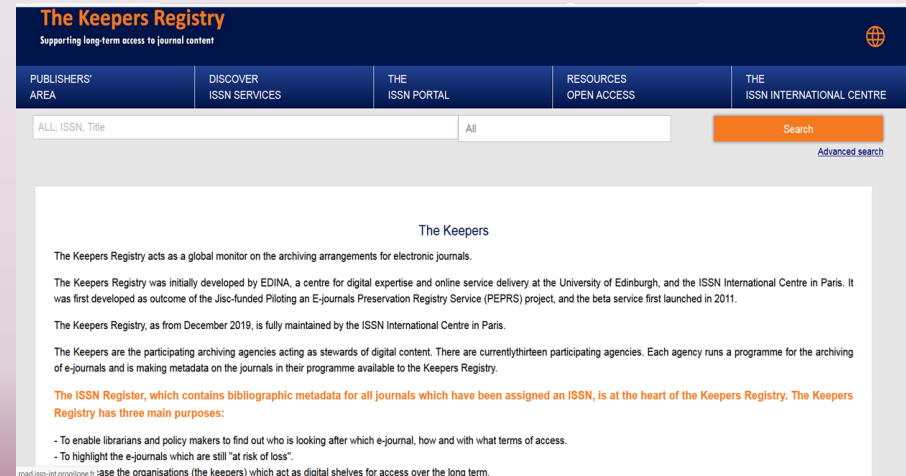 The Keepers Registry
Supporting long-term access to journal content
PUBLISHERS'
AREA
DISCOVER
ISSN SERVICES
THE
ISSN PORTAL
RESOURCES
OPEN ACCESS
THE
ISSN INTERNATIONAL CENTRE
ALL, ISSN, Title
All
Search
Advanced search
The Keepers
The Keepers Registry acts as a global monitor on the archiving arrangements for electronic journals.
The Keepers Registry was initially developed by EDINA, a centre for digital expertise and online service delivery at the University of Edinburgh, and the ISSN International Centre in Paris. It
was first developed as outcome of the Jisc-funded Piloting an E-journals Preservation Registry Service (PEPRS) project, and the beta service first launched in 2011.
The Keepers Registry, as from December 2019, is fully maintained by the ISSN International Centre in Paris.
The Keepers are the participating archiving agencies acting as stewards of digital content. There are currentlythirteen participating agencies. Each agency runs a programme for the archiving
of e-journals and is making metadata on the journals in their programme available to the Keepers Registry.
The ISSN Register, which contains bibliographic metadata for all journals which have been assigned an ISSN, is at the heart of the Keepers Registry. The Keepers
Registry has three main purposes:
- To enable librarians and policy makers to find out who is looking after which e-journal, how and with what terms of access.
- To highlight the e-journals which are still "at risk of loss".
road.issn-int.progilone.fr ase the organisations (the keepers) which act as digital shelves for access over the long term.